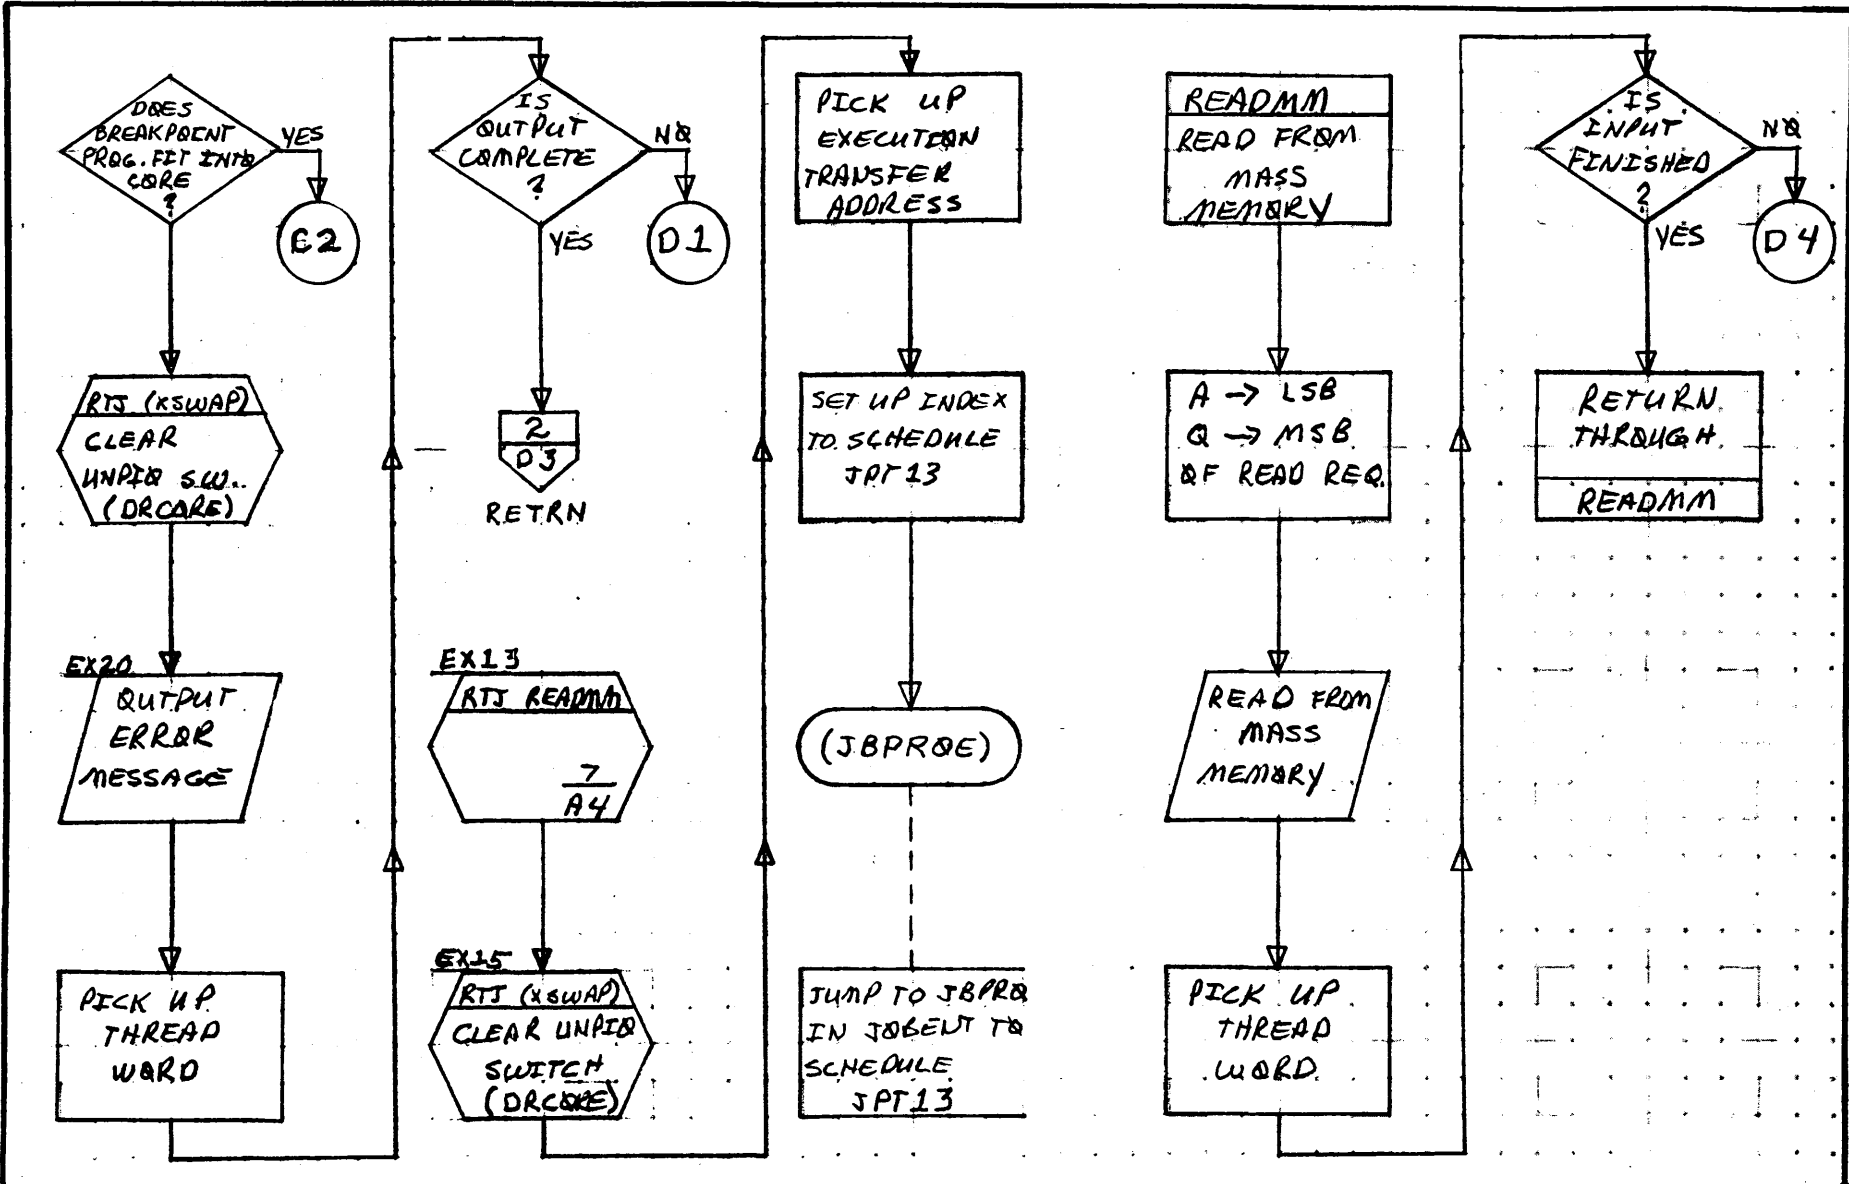 DOES
BREAKPOINT
PROG. FIT INTO
CORE
?
YES
E2
RTJ (XSWAP)
CLEAR
UNPIO S.W..
(DRCORE)
EX20
OUTPUT
ERROR
MESSAGE
PICK UP
THREAD
WORD
IS
OUTPUT
COMPLETE
?
NO
D1
YES
2
D3
RETRN
EX13
RTJ READMM
7
A4
EX15
RTJ (XSWAP)
CLEAR UNPIO
SWITCH
(DRCORE)
PICK UP
EXECUTION
TRANSFER
ADDRESS
SET UP INDEX
TO SCHEDULE
JPT13
(JBPROE)
JUMP TO JBPRO
IN JOBENT TO
SCHEDULE
JPT13
READMM
READ FROM
MASS
MEMORY
A → LSB
Q → MSB
OF READ REQ.
READ FROM
MASS
MEMORY
PICK UP
THREAD
WORD
IS
INPUT
FINISHED
?
NO
D4
YES
RETURN
THROUGH
READMM